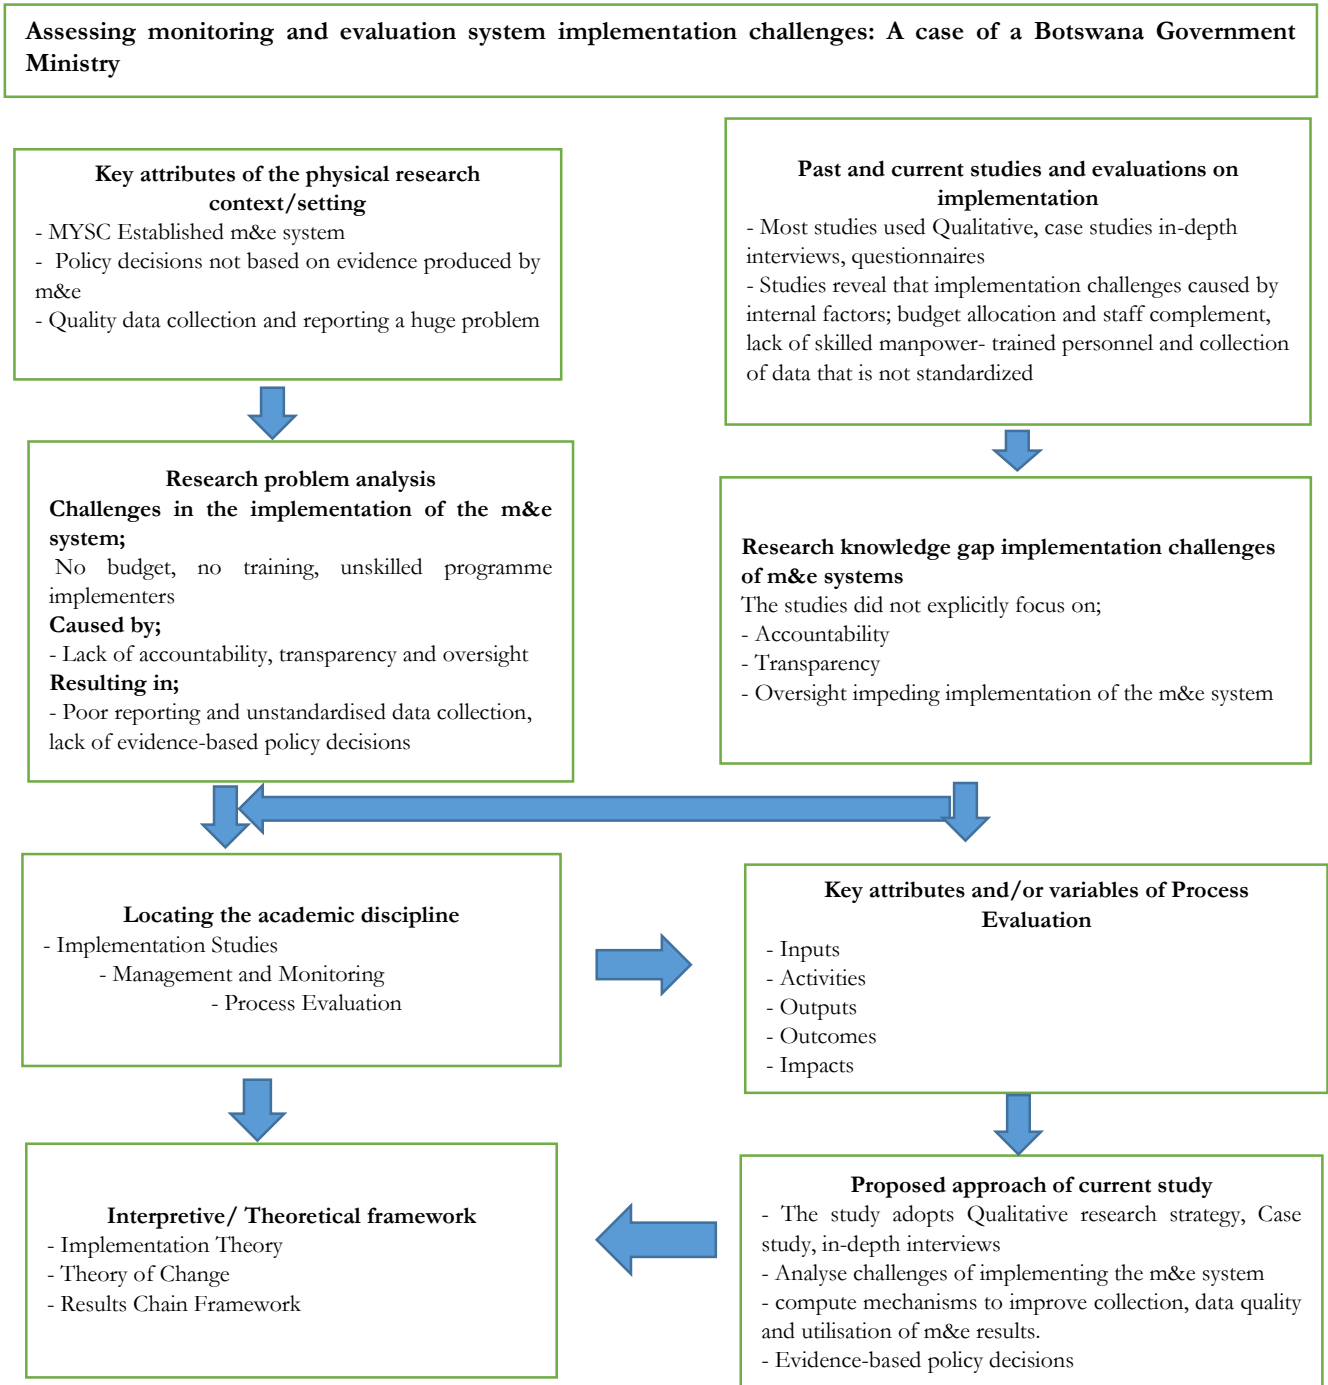 Assessing monitoring and evaluation system implementation challenges: A case of a Botswana Government
Ministry
Key attributes of the physical research
context/setting
- MYSC Established m&e system
- Policy decisions not based on evidence produced by
m&e
- Quality data collection and reporting a huge problem
Past and current studies and evaluations on
implementation
- Most studies used Qualitative, case studies in-depth
interviews, questionnaires
- Studies reveal that implementation challenges caused by
internal factors; budget allocation and staff complement,
lack of skilled manpower- trained personnel and collection
of data that is not standardized
Research problem analysis
Challenges in the implementation of the m&e
system;
No budget, no training, unskilled programme
implementers
Caused by;
- Lack of accountability, transparency and oversight
Resulting in;
- Poor reporting and unstandardised data collection,
lack of evidence-based policy decisions
Research knowledge gap implementation challenges
of m&e systems
The studies did not explicitly focus on;
- Accountability
- Transparency
- Oversight impeding implementation of the m&e system
Locating the academic discipline
- Implementation Studies
- Management and Monitoring
- Process Evaluation
Key attributes and/or variables of Process
Evaluation
- Inputs
- Activities
- Outputs
- Outcomes
- Impacts
Interpretive/ Theoretical framework
- Implementation Theory
- Theory of Change
- Results Chain Framework
Proposed approach of current study
- The study adopts Qualitative research strategy, Case
study, in-depth interviews
- Analyse challenges of implementing the m&e system
- compute mechanisms to improve collection, data quality
and utilisation of m&e results.
- Evidence-based policy decisions